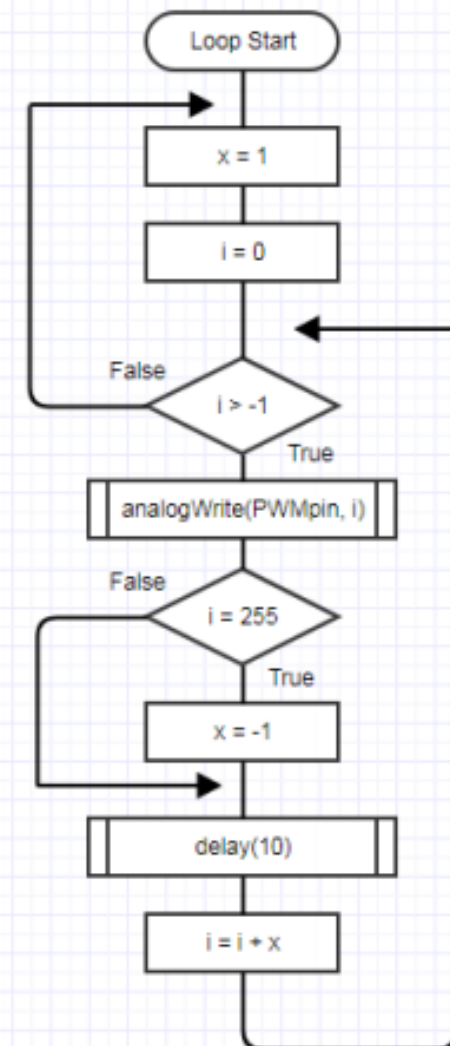 Loop Start
x = 1
i = 0
False
i > -1
True
analogWrite(PWMpin, i)
False
i = 255
True
x = -1
delay(10)
i = i + x